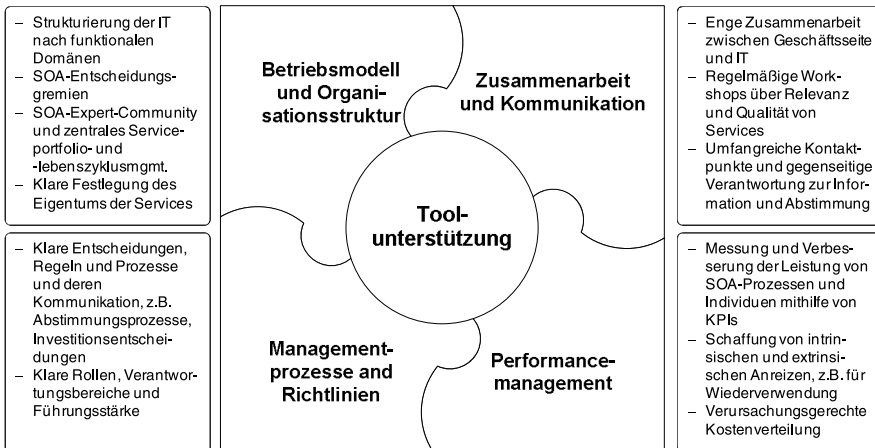 – Strukturierung der IT
nach funktionalen
Domänen
– SOA-Entscheidungs-
gremien
– SOA-Expert-Community
und zentrales Service-
portfolio- und
-lebenszyklusmgmt.
– Klare Festlegung des
Eigentums der Services
Betriebsmodell
und Organi-
sationsstruktur
Zusammenarbeit
und Kommunikation
– Enge Zusammenarbeit
zwischen Geschäftsseite
und IT
– Regelmäßige Work-
shops über Relevanz
und Qualität von
Services
– Umfangreiche Kontakt-
punkte und gegenseitige
Verantwortung zur Infor-
mation und Abstimmung
Tool-
unterstützung
– Klare Entscheidungen,
Regeln und Prozesse
und deren
Kommunikation, z.B.
Abstimmungsprozesse,
Investitionsentschei-
dungen
– Klare Rollen, Verantwor-
tungsbereiche und
Führungsstärke
Management-
prozesse and
Richtlinien
Performance-
management
– Messung und Verbes-
serung der Leistung von
SOA-Prozessen und
Individuen mithilfe von
KPIs
– Schaffung von intrin-
sischen und extrinsi-
schen Anreizen, z.B. für
Wiederverwendung
– Verursachungsgerechte
Kostenverteilung